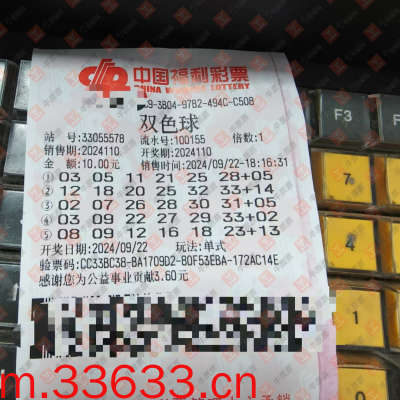 中国福利彩票
CHINA WELFARE LOTTERY
9-3804-9782-494C-C50B
双色球
站 号:33055578 流水号:100155 倍数:1
销售期:2024110 开奖期:2024110
金 额:10.00元 销售时间:2024/09/22-18:16:31
① 03 05 11 21 25 28+05
② 12 18 20 25 32 33+14
③ 02 07 26 28 30 31+05
④ 03 09 22 27 29 33+02
⑤ 08 09 12 16 18 23+13
开奖日期:2024/09/22 玩法:单式
验票码:CC33BC38-BA1709D2-80F53EBA-172AC14E
感谢您为公益事业贡献3.60元
F3
7
4
1
0
m.33633.cn